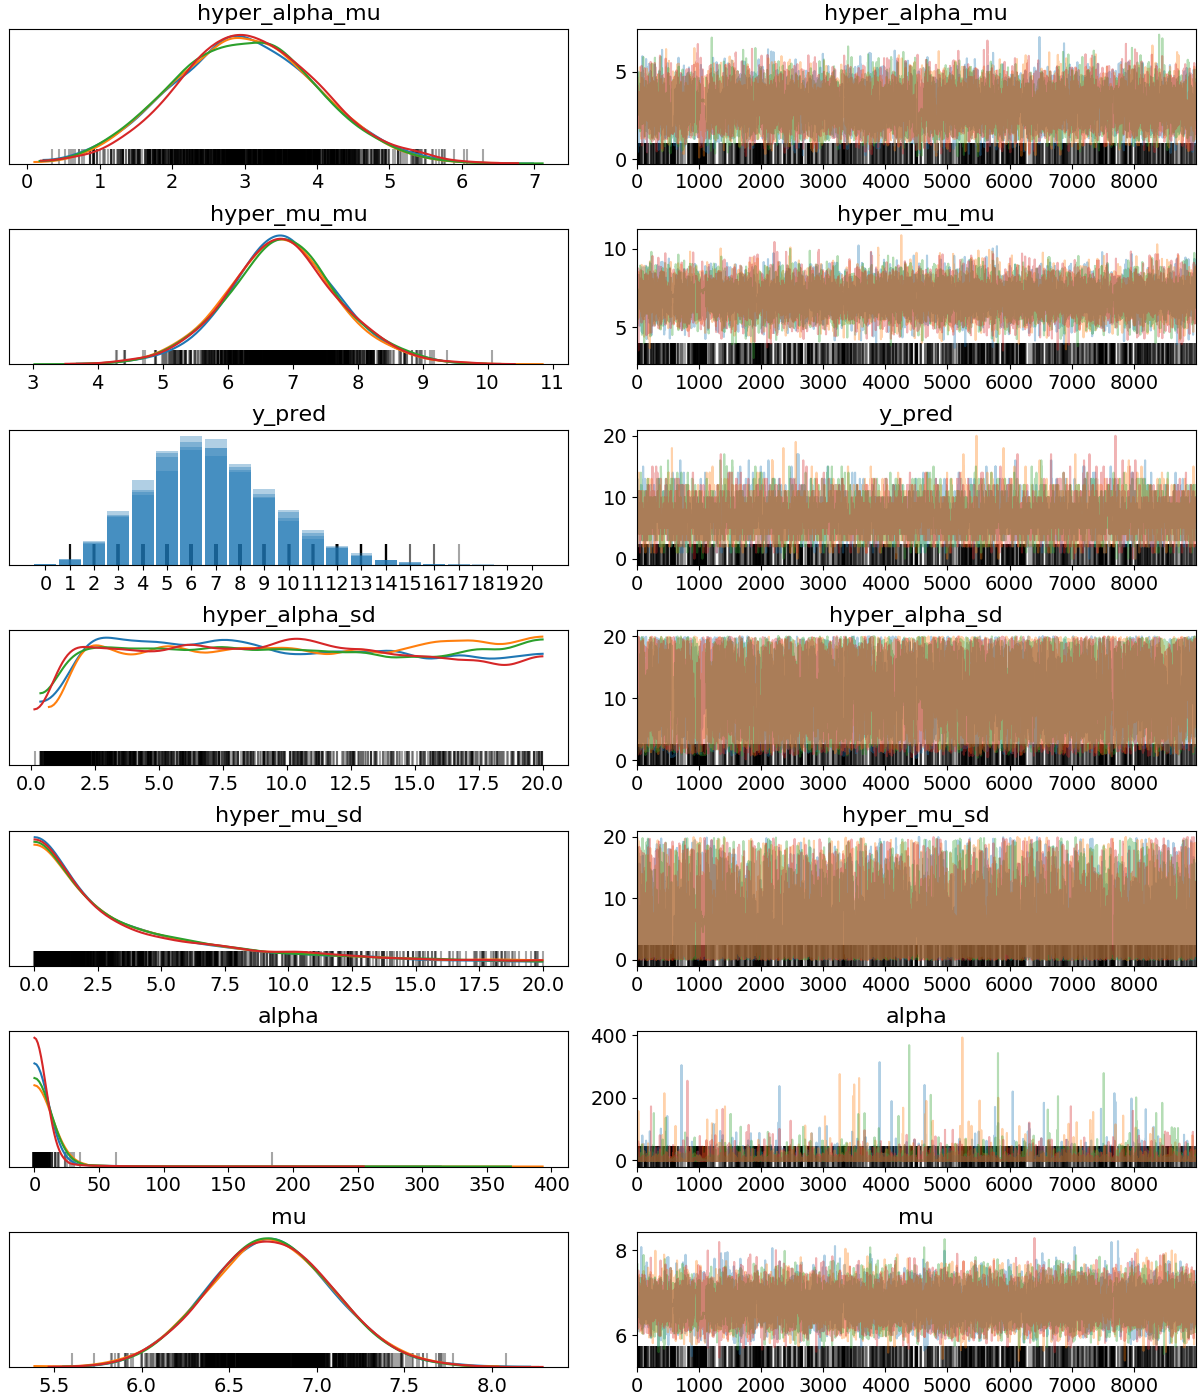 hyper_alpha_mu hyper_alpha_mu
5
0
0 1 2 3 4 5 6 7 0 1000 2000 3000 4000 5000 6000 7000 8000
hyper_mu_mu hyper_mu_mu
10
5
3 4 5 6 7 8 9 10 11 0 1000 2000 3000 4000 5000 6000 7000 8000
y_pred y_pred
20
10
0
0 1 2 3 4 5 6 7 8 9 10 11 12 13 14 15 16 17 18 19 20 0 1000 2000 3000 4000 5000 6000 7000 8000
hyper_alpha_sd hyper_alpha_sd
20
10
0
0.0 2.5 5.0 7.5 10.0 12.5 15.0 17.5 20.0 0 1000 2000 3000 4000 5000 6000 7000 8000
hyper_mu_sd hyper_mu_sd
20
10
0
0.0 2.5 5.0 7.5 10.0 12.5 15.0 17.5 20.0 0 1000 2000 3000 4000 5000 6000 7000 8000
alpha alpha
400
200
0
0 50 100 150 200 250 300 350 400 0 1000 2000 3000 4000 5000 6000 7000 8000
mu mu
8
6
5.5 6.0 6.5 7.0 7.5 8.0 0 1000 2000 3000 4000 5000 6000 7000 8000